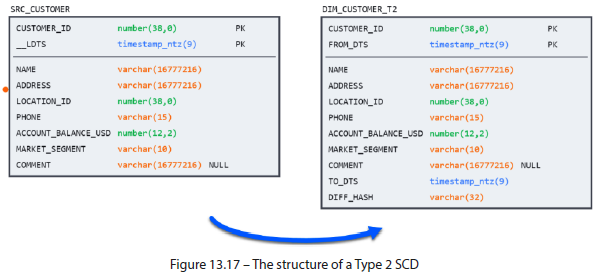 SRC_CUSTOMER
CUSTOMER_ID number(38,0) PK
__LDTS timestamp_ntz(9) PK
NAME varchar(16777216)
ADDRESS varchar(16777216)
LOCATION_ID number(38,0)
PHONE varchar(15)
ACCOUNT_BALANCE_USD number(12,2)
MARKET_SEGMENT varchar(10)
COMMENT varchar(16777216) NULL
DIM_CUSTOMER_T2
CUSTOMER_ID number(38,0) PK
FROM_DTS timestamp_ntz(9) PK
NAME varchar(16777216)
ADDRESS varchar(16777216)
LOCATION_ID number(38,0)
PHONE varchar(15)
ACCOUNT_BALANCE_USD number(12,2)
MARKET_SEGMENT varchar(10)
COMMENT varchar(16777216) NULL
TO_DTS timestamp_ntz(9)
DIFF_HASH varchar(32)
Figure 13.17 – The structure of a Type 2 SCD